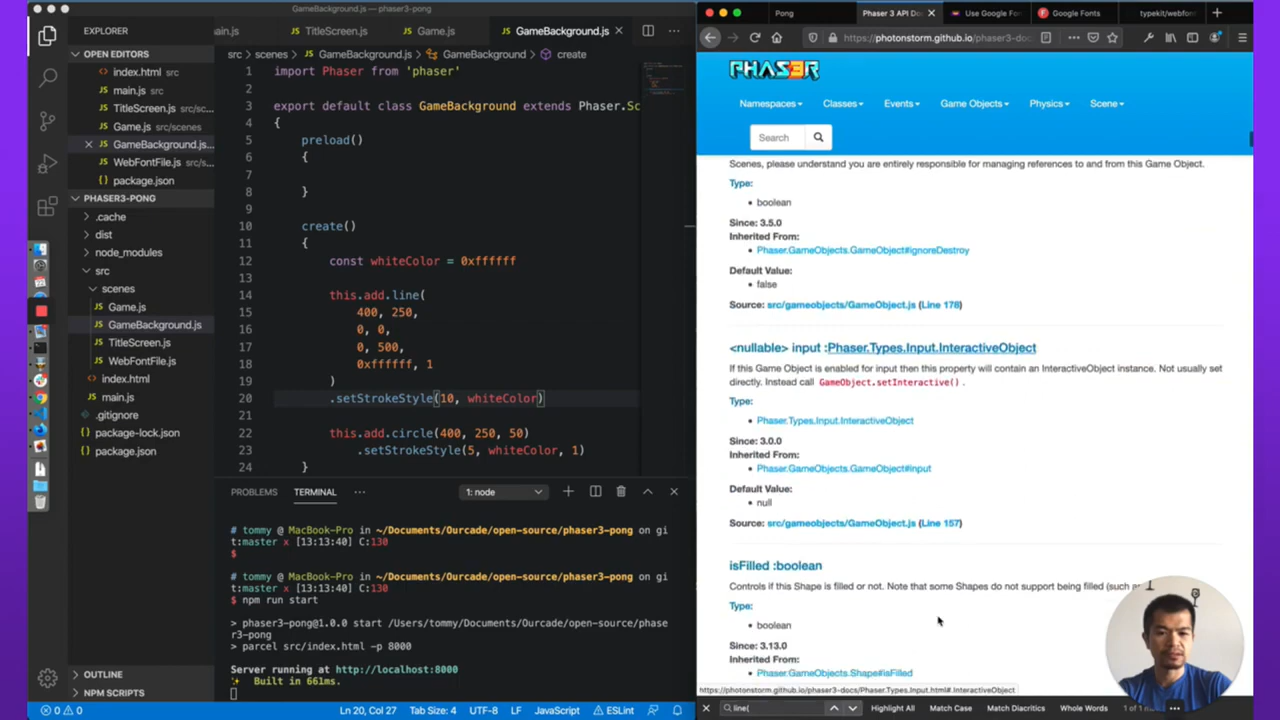 GameBackground.js — phaser3-pong
EXPLORER
OPEN EDITORS
index.html src
main.js src
TitleScreen.js src/sc...
Game.js src/scenes
GameBackground.js...
WebFontFile.js src/s...
package.json
PHASER3-PONG
.cache
dist
node_modules
src
scenes
Game.js
GameBackground.js
TitleScreen.js
WebFontFile.js
index.html
main.js
.gitignore
package-lock.json
package.json
OUTLINE
NPM SCRIPTS
ain.js
TitleScreen.js
Game.js
GameBackground.js
src > scenes > GameBackground.js > GameBackground > create
1 import Phaser from 'phaser'
2
3 export default class GameBackground extends Phaser.Sc
4 {
5 preload()
6 {
7
8 }
9
10 create()
11 {
12 const whiteColor = 0xffffff
13
14 this.add.line(
15 400, 250,
16 0, 0,
17 0, 500,
18 0xffffff, 1
19 )
20 .setStrokeStyle(10, whiteColor)
21
22 this.add.circle(400, 250, 50)
23 .setStrokeStyle(5, whiteColor, 1)
24 }
PROBLEMS TERMINAL ... 1: node
# tommy @ MacBook-Pro in ~/Documents/Ourcade/open-source/phaser3-pong on gi
t:master x [13:13:40] C:130
$
# tommy @ MacBook-Pro in ~/Documents/Ourcade/open-source/phaser3-pong on gi
t:master x [13:13:40] C:130
$ npm run start
> phaser3-pong@1.0.0 start /Users/tommy/Documents/Ourcade/open-source/phase
r3-pong
> parcel src/index.html -p 8000
Server running at http://localhost:8000
Built in 661ms.
0 0 Ln 20, Col 27 Tab Size: 4 UTF-8 LF JavaScript ESLint
Pong
Phaser 3 API Do
Use Google Fon
Google Fonts
typekit/webfon
https://photonstorm.github.io/phaser3-doc
PHASER
Namespaces Classes Events Game Objects Physics Scene
Search
Scenes, please understand you are entirely responsible for managing references to and from this Game Object.
Type:
boolean
Since: 3.5.0
Inherited From:
Phaser.GameObjects.GameObject#ignoreDestroy
Default Value:
false
Source: src/gameobjects/GameObject.js (Line 178)
<nullable> input :Phaser.Types.Input.InteractiveObject
If this Game Object is enabled for input then this property will contain an InteractiveObject instance. Not usually set
directly. Instead call GameObject.setInteractive() .
Type:
Phaser.Types.Input.InteractiveObject
Since: 3.0.0
Inherited From:
Phaser.GameObjects.GameObject#input
Default Value:
null
Source: src/gameobjects/GameObject.js (Line 157)
isFilled :boolean
Controls if this Shape is filled or not. Note that some Shapes do not support being filled (such as
Type:
boolean
Since: 3.13.0
Inherited From:
Phaser.GameObjects.Shape#isFilled
https://photonstorm.github.io/phaser3-docs/Phaser.Types.Input.html#.InteractiveObject
line( Highlight All Match Case Match Diacritics Whole Words 1 of 1 m